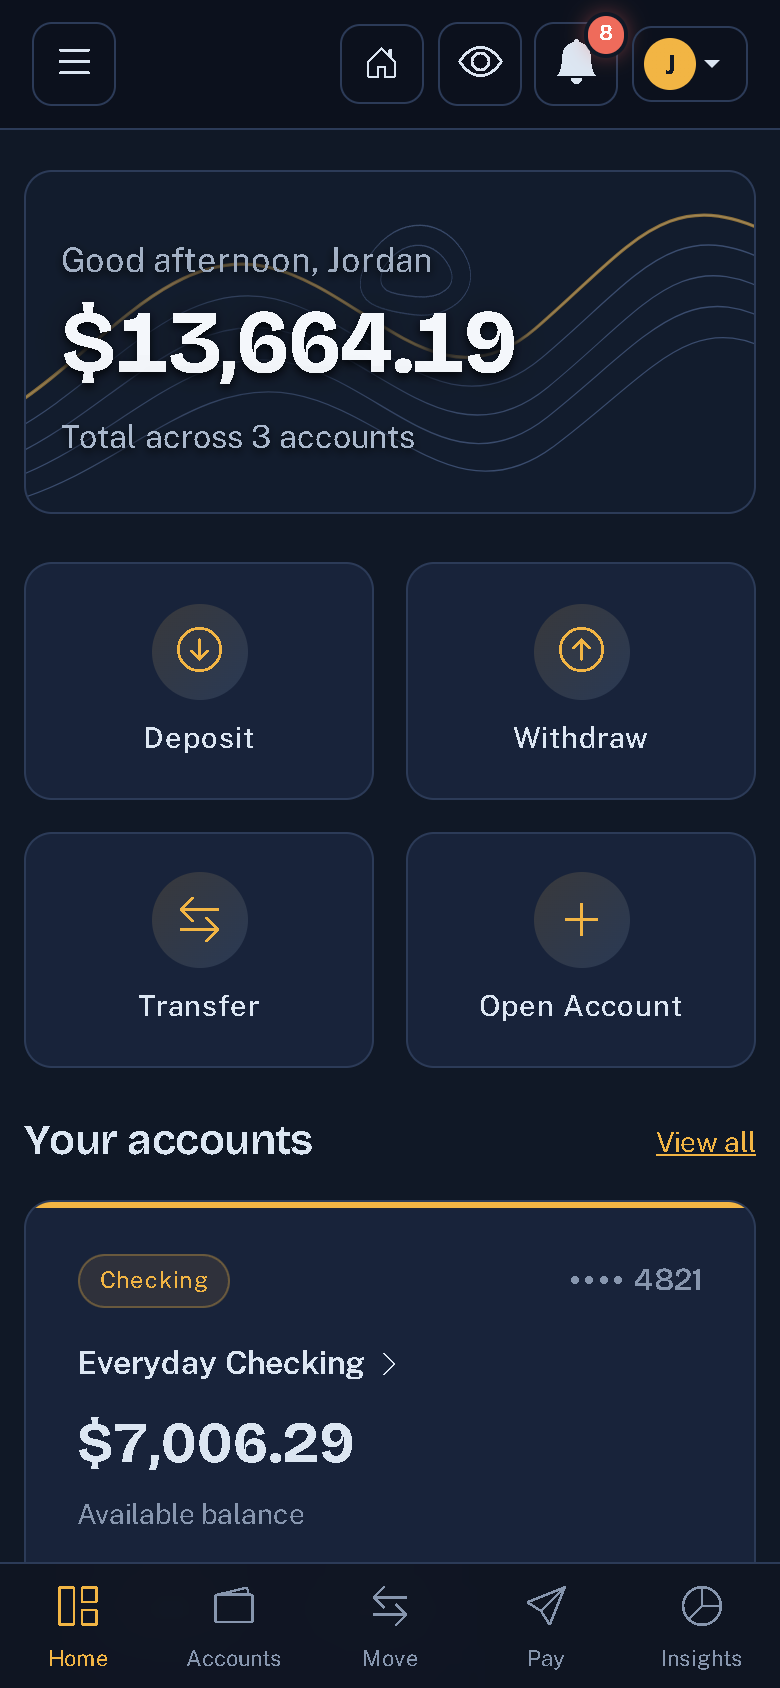 8
J
Good afternoon, Jordan
$13,664.19
Total across 3 accounts
Deposit
Withdraw
Transfer
Open Account
Your accounts
View all
Checking
•••• 4821
Everyday Checking
$7,006.29
Available balance
Home
Accounts
Move
Pay
Insights